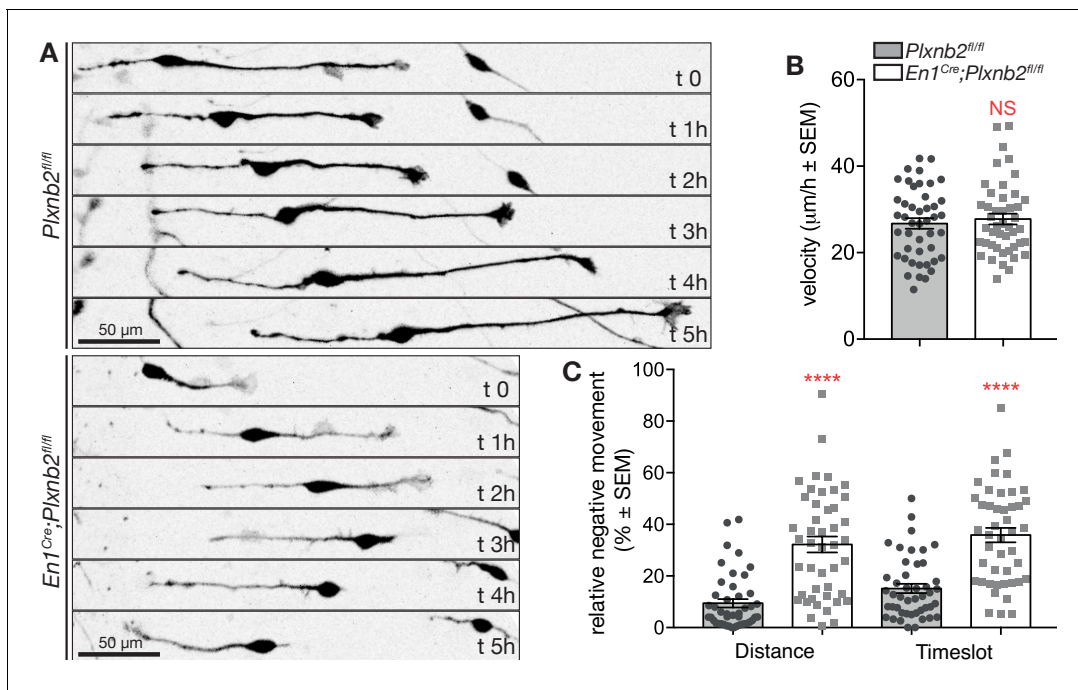 A
Plxnb2fl/fl
t 0
t 1h
t 2h
t 3h
t 4h
t 5h
50 µm
En1Cre;Plxnb2fl/fl
t 0
t 1h
t 2h
t 3h
t 4h
t 5h
50 µm
B
Plxnb2fl/fl
En1Cre;Plxnb2fl/fl
velocity (µm/h ± SEM)
60
40
20
0
NS
C
relative negative movement
(% ± SEM)
100
80
60
40
20
0
****
****
Distance
Timeslot